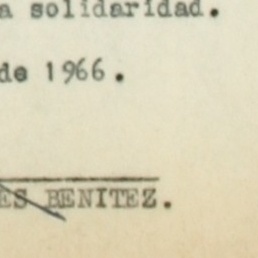 a solidaridad.
de 1966.
ES BENITEZ.